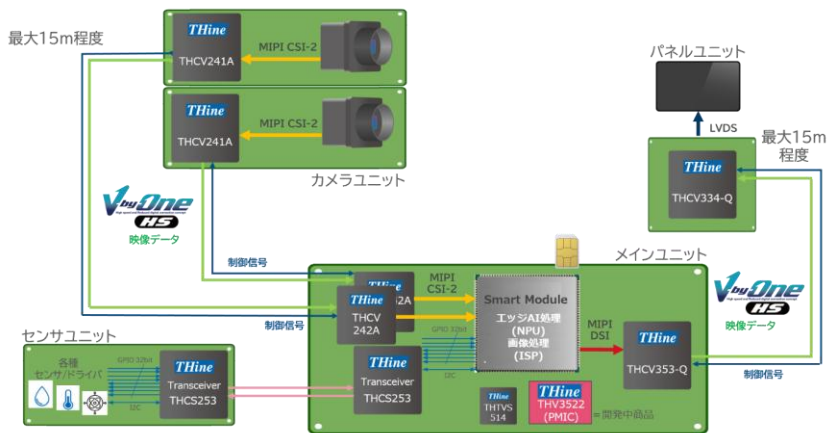 最大15m程度
THine
THCV241A
MIPI CSI-2
THine
THCV241A
MIPI CSI-2
カメラユニット
V by One
HS
映像データ
制御信号
制御信号
パネルユニット
LVDS
最大15m
程度
THine
THCV334-Q
メインユニット
MIPI
CSI-2
THine
THCV
242A
Smart Module
エッジAI処理
(NPU)
画像処理
(ISP)
GPIO 32bit
I2C
MIPI
DSI
THine
THCV353-Q
V by One
HS
映像データ
制御信号
センサユニット
各種
センサ/ドライバ
GPIO 32bit
I2C
THine
Transceiver
THCS253
THine
Transceiver
THCS253
THine
THTVS
514
THine
THV3522
(PMIC)
=開発中商品